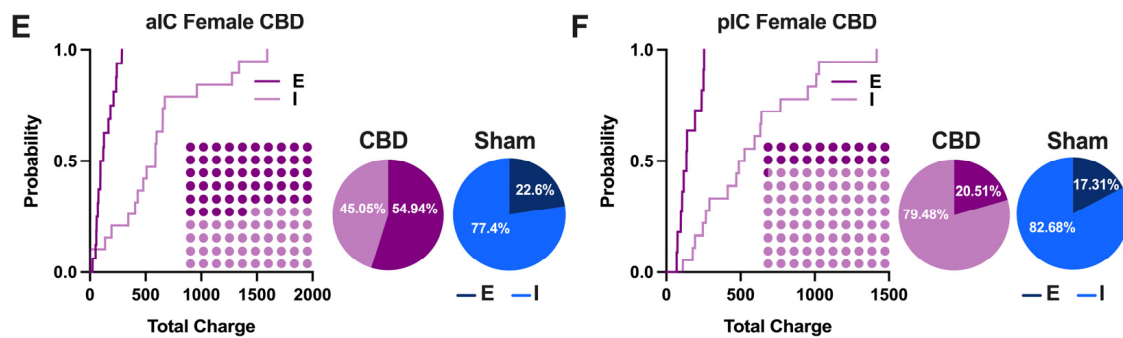 E
aIC Female CBD
1.0
0.5
0.0
Probability
E
I
0 500 1000 1500 2000
Total Charge
CBD
45.05% 54.94%
Sham
22.6%
77.4%
E I
F
pIC Female CBD
1.0
0.5
0.0
Probability
E
I
0 500 1000 1500
Total Charge
CBD
20.51%
79.48%
Sham
17.31%
82.68%
E I